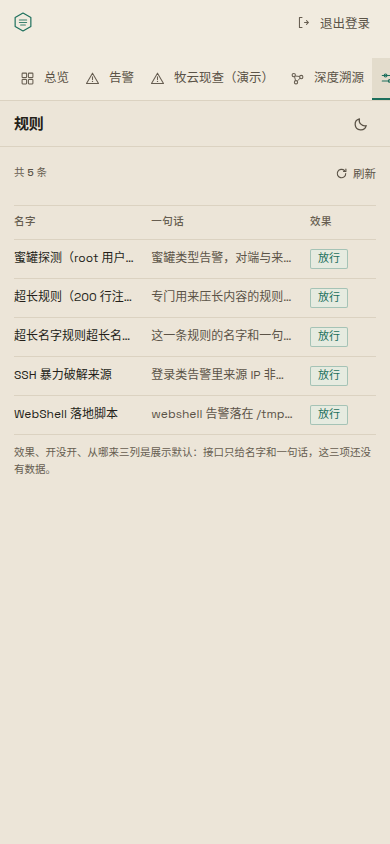 退出登录
总览 告警 牧云现查（演示） 深度溯源
规则
共 5 条 刷新
名字 一句话 效果
蜜罐探测（root 用户... 蜜罐类型告警，对端与来... 放行
超长规则（200 行注... 专门用来压长内容的规则... 放行
超长名字规则超长名... 这一条规则的名字和一句... 放行
SSH 暴力破解来源 登录类告警里来源 IP 非... 放行
WebShell 落地脚本 webshell 告警落在 /tmp... 放行
效果、开没开、从哪来三列是展示默认：接口只给名字和一句话，这三项还没
有数据。